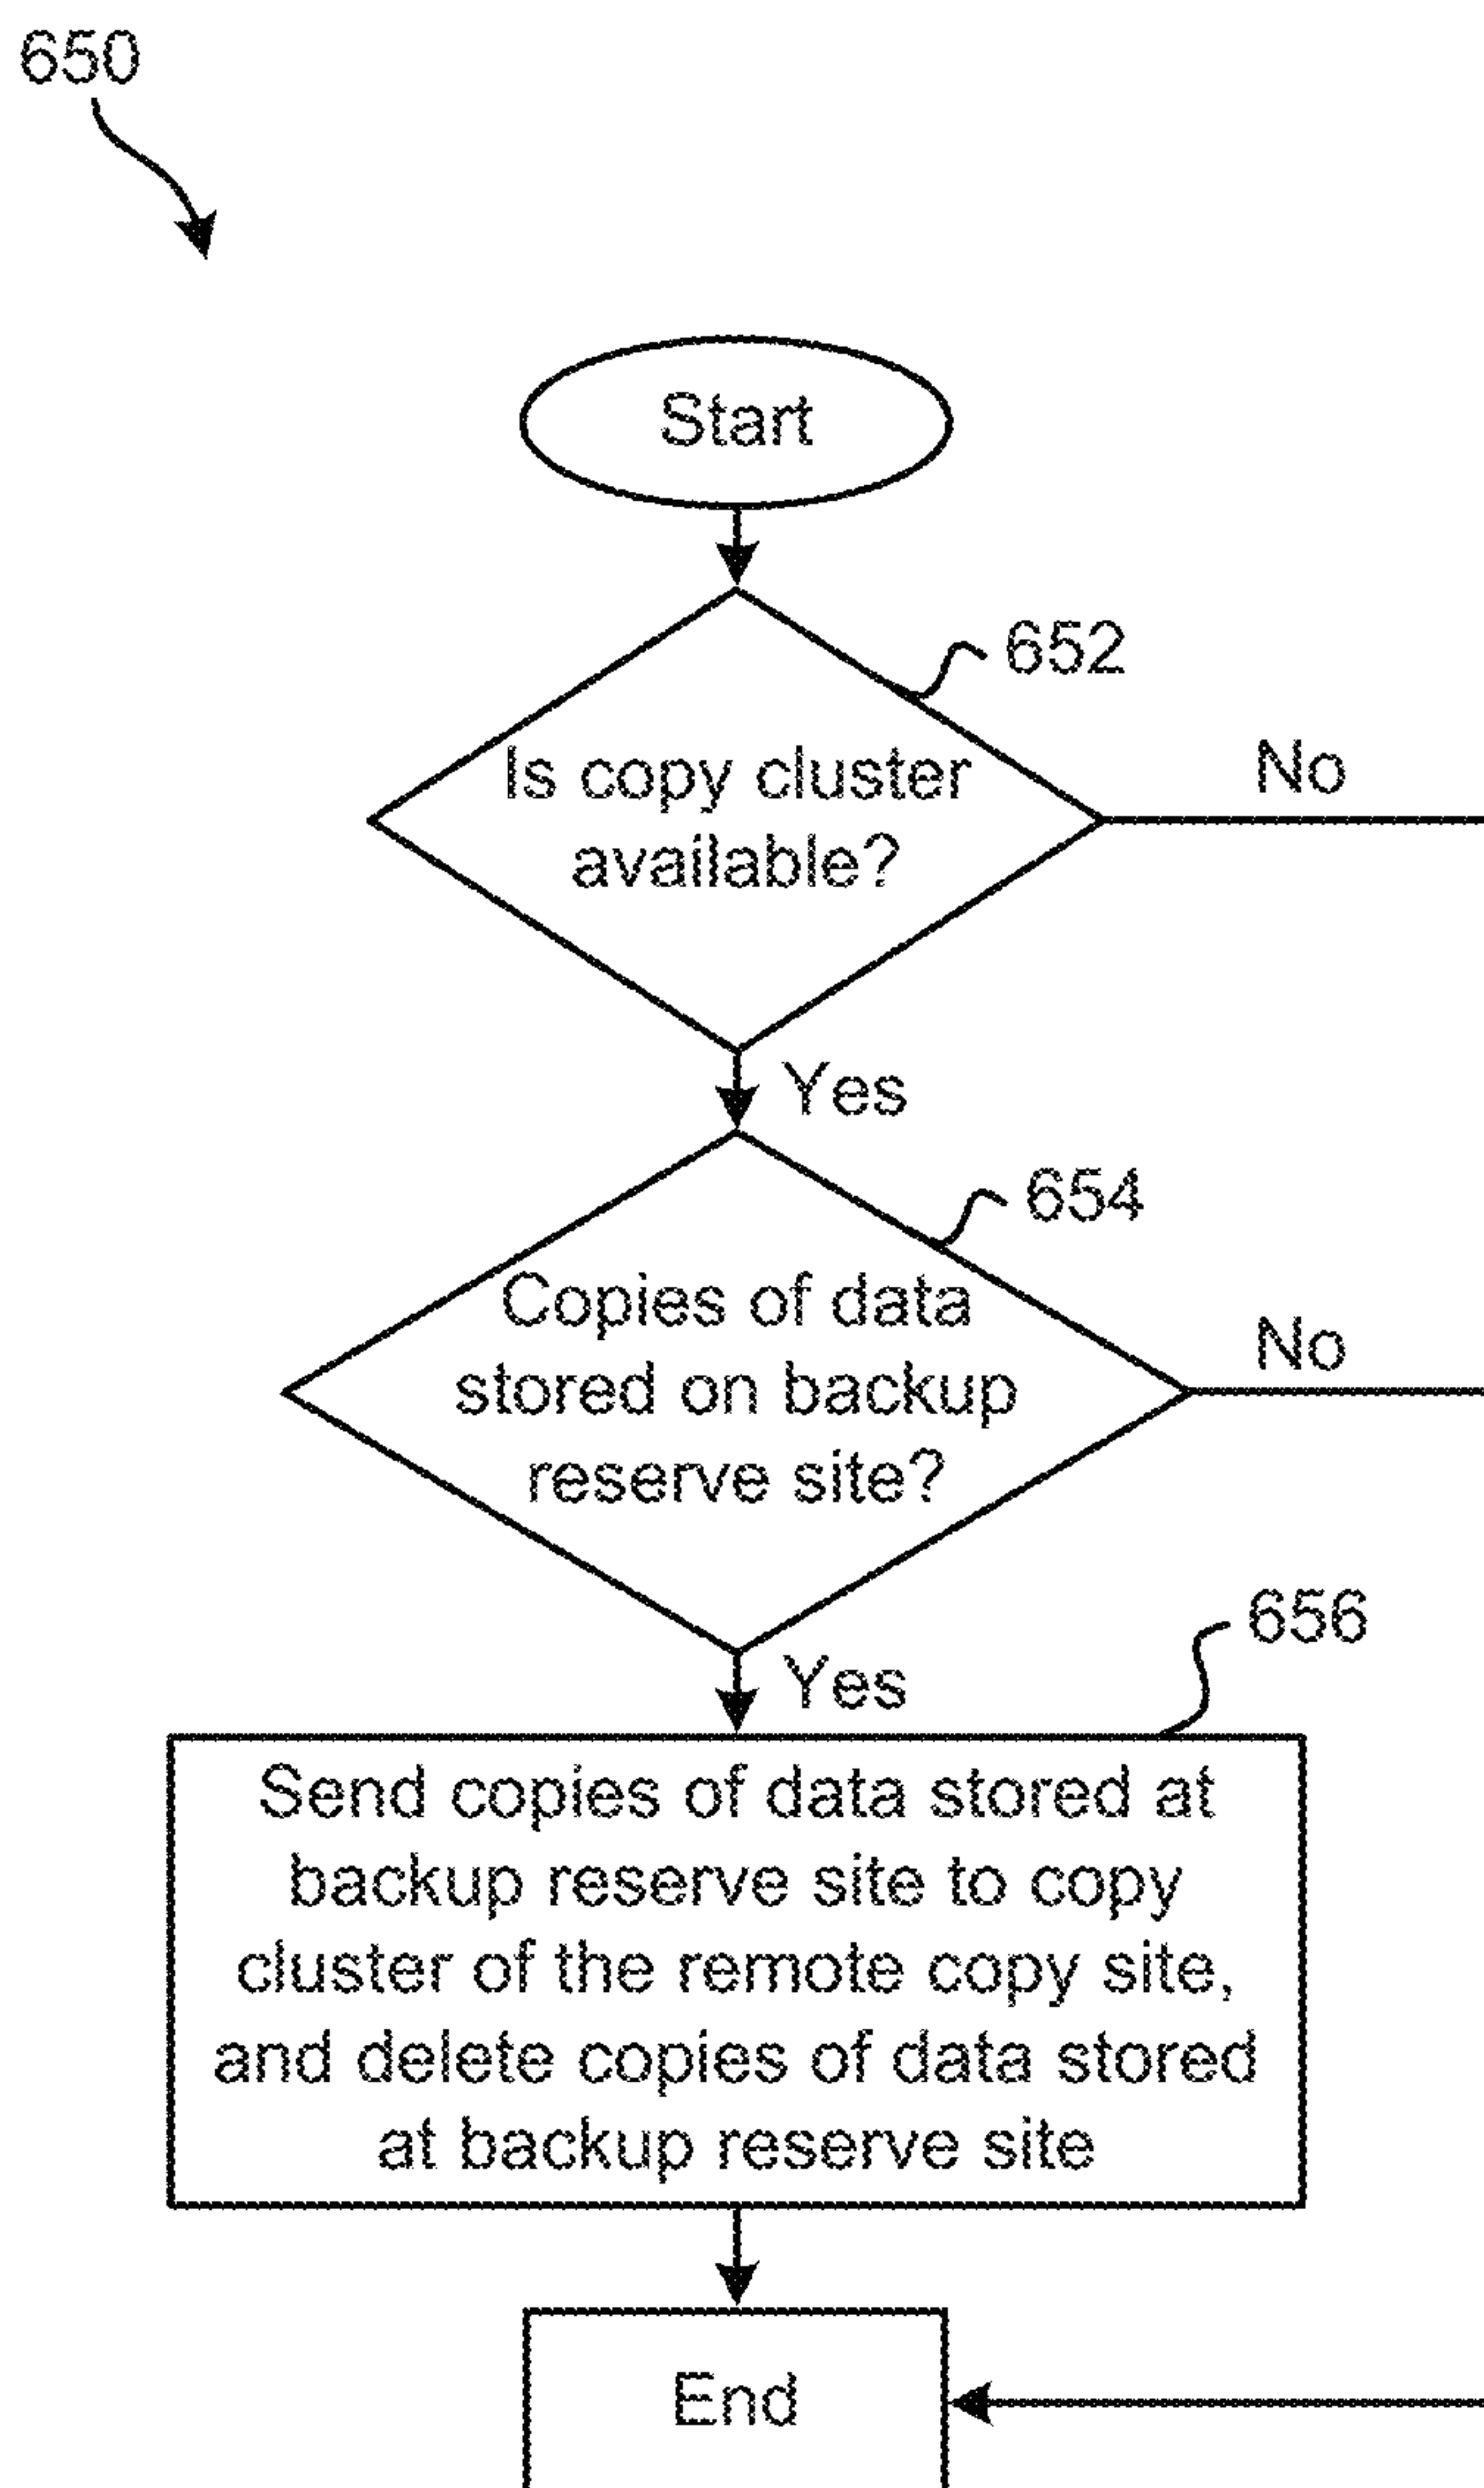 650
Start
652
Is copy cluster
available?
No
Yes
654
Copies of data
stored on backup
reserve site?
No
Yes
656
Send copies of data stored at
backup reserve site to copy
cluster of the remote copy site,
and delete copies of data stored
at backup reserve site
End